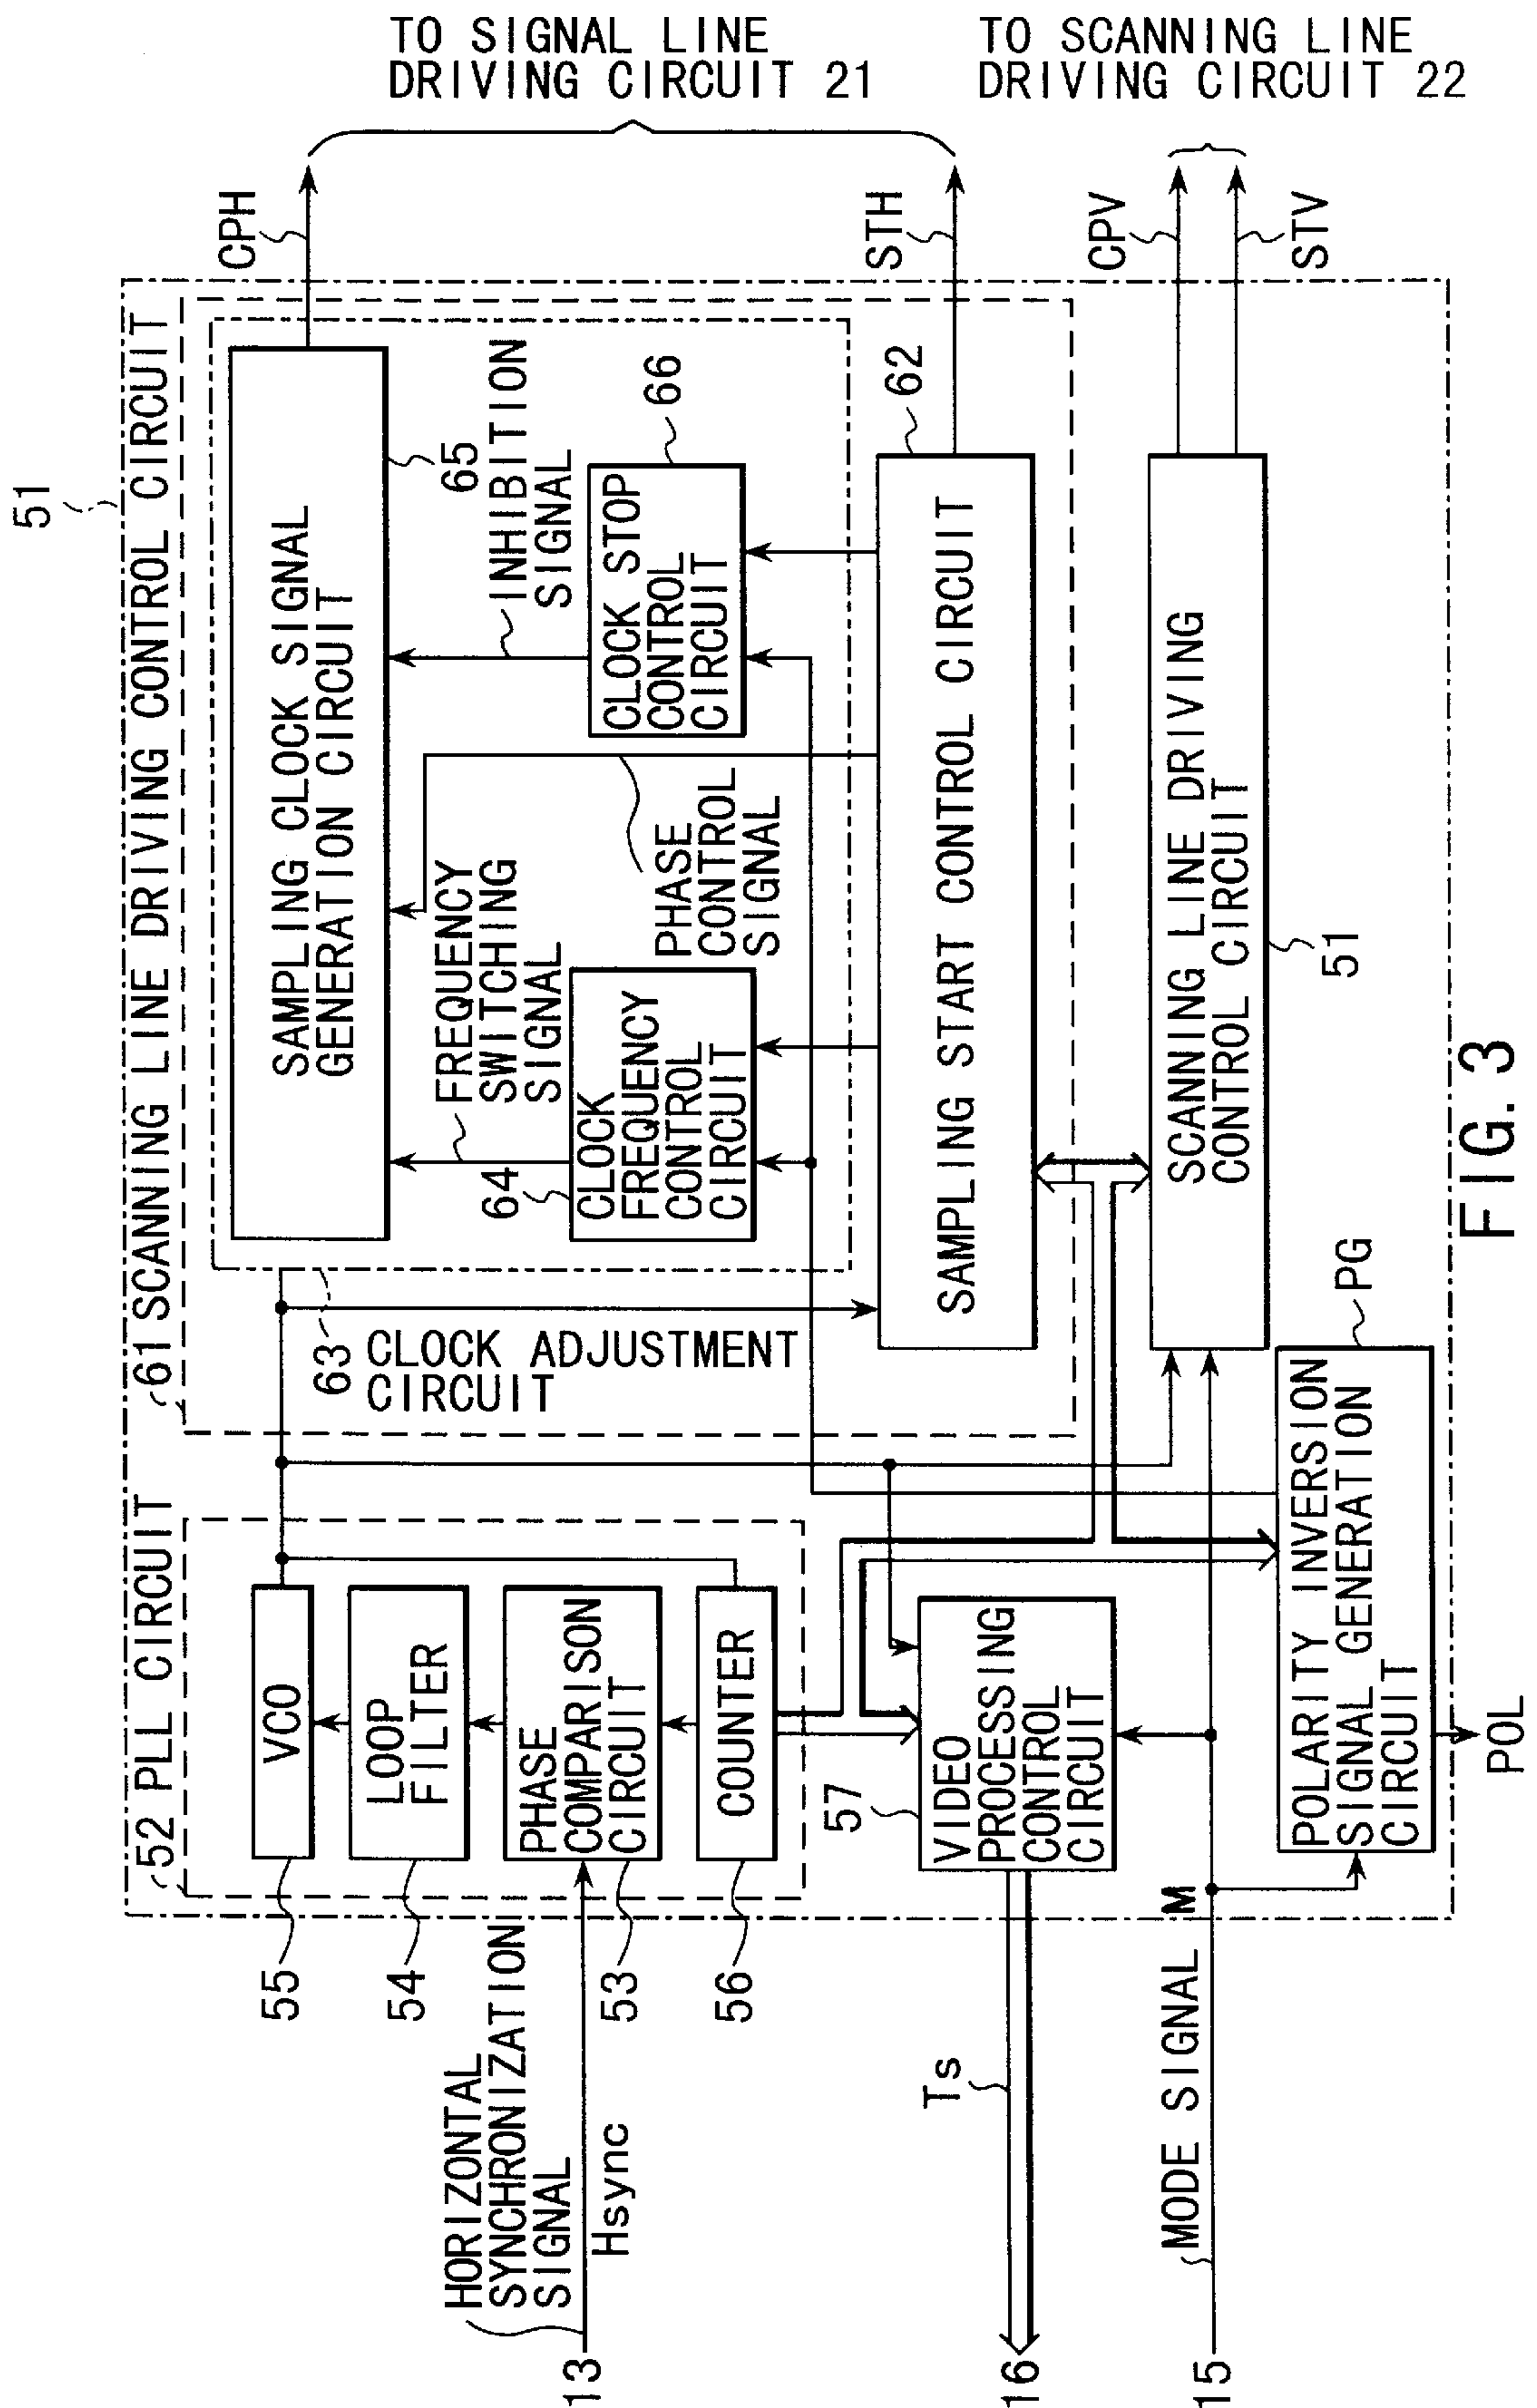 TO SIGNAL LINE
DRIVING CIRCUIT 21
TO SCANNING LINE
DRIVING CIRCUIT 22
CPH
STH
CPV
STV
51
61 SCANNING LINE DRIVING CONTROL CIRCUIT
SAMPLING CLOCK SIGNAL
GENERATION CIRCUIT
65
INHIBITION
SIGNAL
66
CLOCK STOP
CONTROL
CIRCUIT
62
PHASE
CONTROL
SIGNAL
FREQUENCY
SWITCHING
SIGNAL
64
CLOCK
FREQUENCY
CONTROL
CIRCUIT
SAMPLING START CONTROL CIRCUIT
SCANNING LINE DRIVING
CONTROL CIRCUIT
51
63 CLOCK ADJUSTMENT
CIRCUIT
52 PLL CIRCUIT
VCO
LOOP
FILTER
PHASE
COMPARISON
CIRCUIT
COUNTER
55
54
53
56
57
VIDEO
PROCESSING
CONTROL
CIRCUIT
PG
POLARITY INVERSION
SIGNAL GENERATION
CIRCUIT
POL
HORIZONTAL
SYNCHRONIZATION
SIGNAL
Hsync
13
Ts
16
MODE SIGNAL M
15
FIG. 3